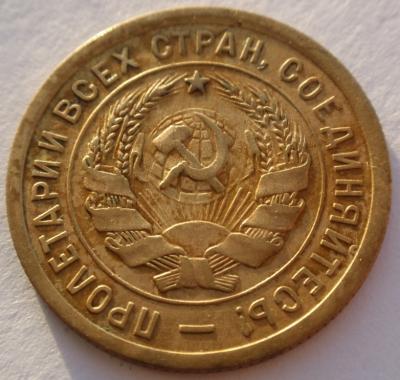 ПРОЛЕТАРИИ ВСЕХ СТРАН, СОЕДИНЯЙТЕСЬ! —